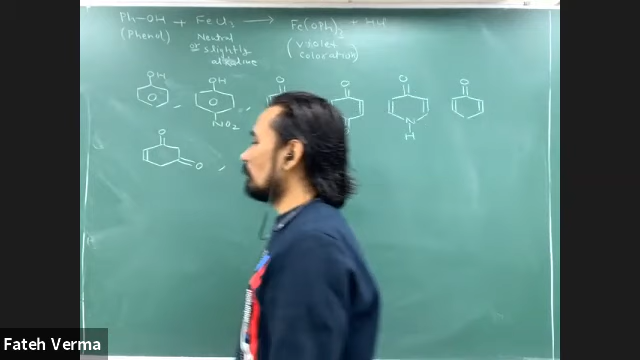 Ph-OH + FeCl3 → Fe(OPh)3 + HCl
(Phenol) Neutral (Violet
or slightly coloration)
alkaline
OH OH O O O O
NO2 N
H
O
O
Fateh Verma